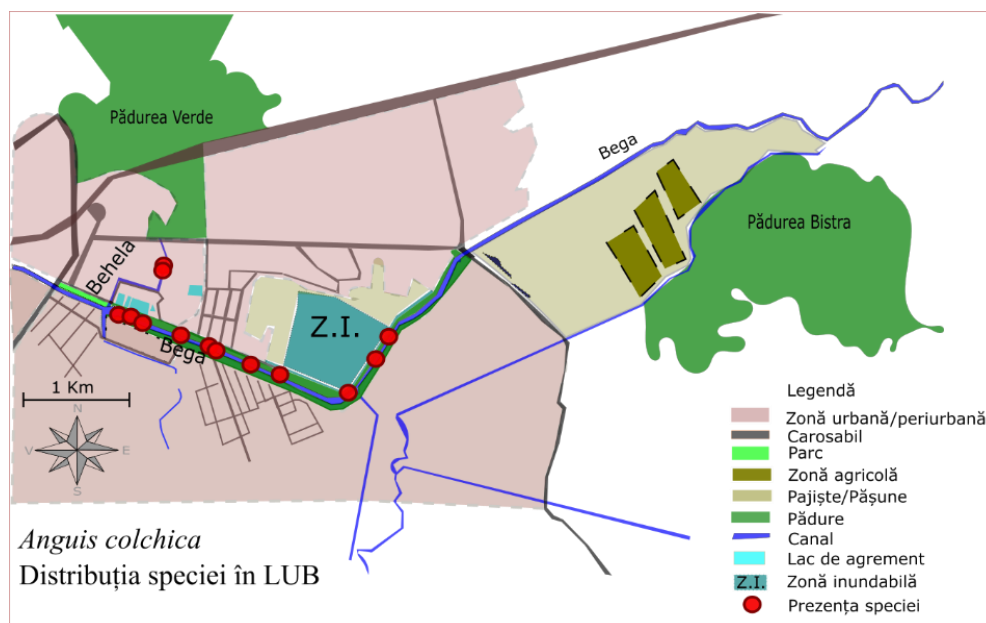 Pădurea Verde
Bega
Pădurea Bistra
Behela
Z.I.
Bega
1 Km
N
V
E
S
Legendă
Zonă urbană/periurbană
Carosabil
Parc
Zonă agricolă
Pajiște/Pășune
Pădure
Canal
Lac de agrement
Z.I. Zonă inundabilă
Prezența speciei
Anguis colchica
Distribuția speciei în LUB